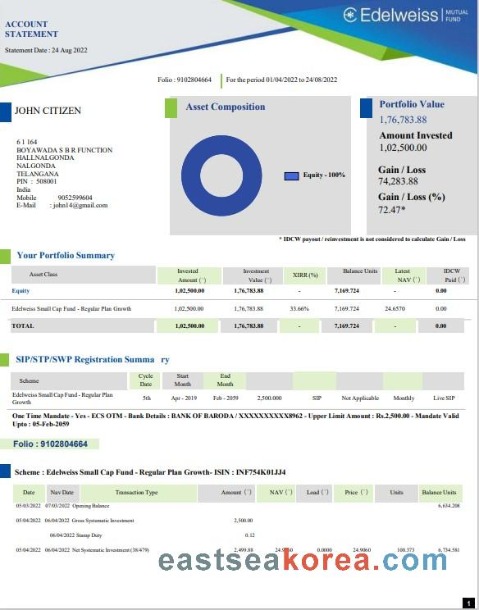 ACCOUNT
STATEMENT
Edelweiss MUTUAL FUND
Statement Date : 24 Aug 2022
Folio : 9102804664 For the period 01/04/2022 to 24/08/2022
JOHN CITIZEN
6 1 164
BOYAWADA S B R FUNCTION
HALLNALGONDA
NALGONDA
TELANGANA
PIN : 508001
India
Mobile 9052599604
E-Mail : john14@gmail.com
Asset Composition
Equity - 100%
Portfolio Value
1,76,783.88
Amount Invested
1,02,500.00
Gain / Loss
74,283.88
Gain / Loss (%)
72.47*
* IDCW payout / reinvestment is not considered to calculate Gain / Loss
Your Portfolio Summary
Asset Class Invested Amount (`) Investment Value (`) XIRR (%) Balance Units Latent NAV (`) IDCW Paid (`)
Equity 1,02,500.00 1,76,783.88 - 7,169.724 - 0.00
Edelweiss Small Cap Fund - Regular Plan Growth 1,02,500.00 1,76,783.88 33.66% 7,169.724 24.6570 0.00
TOTAL 1,02,500.00 1,76,783.88 - 7,169.724 - 0.00
SIP/STP/SWP Registration Summa ry
Scheme Cycle Date Start Month End Month
Edelweiss Small Cap Fund - Regular Plan Growth 5th Apr - 2019 Feb - 2059 2,500.000 SIP Not Applicable Monthly Live SIP
One Time Mandate - Yes - ECS OTM - Bank Details : BANK OF BARODA / XXXXXXXXXX8962 - Upper Limit Amount : Rs.2,500.00 - Mandate Valid
Upto : 05-Feb-2059
Folio : 9102804664
Scheme : Edelweiss Small Cap Fund - Regular Plan Growth- ISIN : INF754K01JJ4
Date Nav Date Transaction Type Amount (`) NAV (`) Load (`) Price (`) Units Balance Units
Opening Balance 6,634.208
05/04/2022 06/04/2022 Gross Systematic Investment 2,500.00
06/04/2022 Stamp Duty 0.12
05/04/2022 06/04/2022 Net Systematic Investment (38/479) 2,499.88 0.0000 24.9060 100.373 6,734.581
eastseakorea.com
1